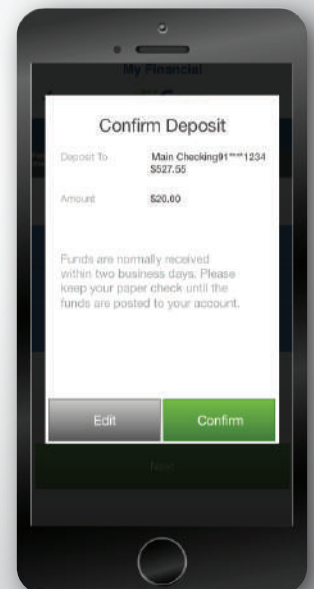 My Financial
Confirm Deposit
Deposit To Main Checking91****1234
$527.55
Amount $20.00
Funds are normally received
within two business days. Please
keep your paper check until the
funds are posted to your account.
Edit Confirm
Next